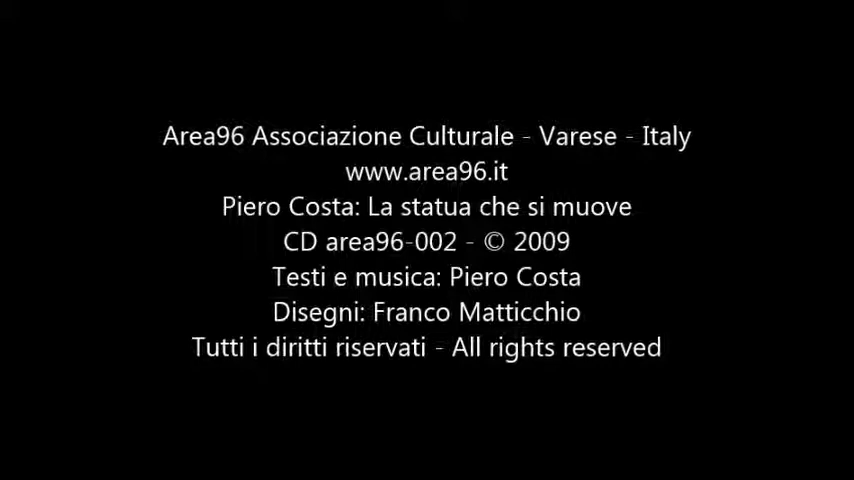 Area96 Associazione Culturale - Varese - Italy
www.area96.it
Piero Costa: La statua che si muove
CD area96-002 - © 2009
Testi e musica: Piero Costa
Disegni: Franco Matticchio
Tutti i diritti riservati - All rights reserved